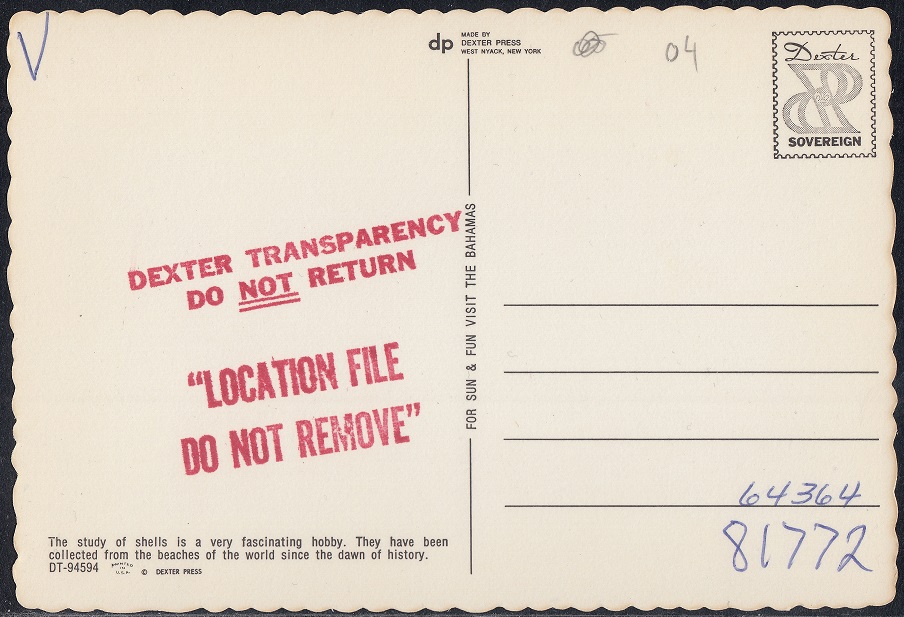 V
dp MADE BY
DEXTER PRESS
WEST NYACK, NEW YORK
04
Dexter
SOVEREIGN
DEXTER TRANSPARENCY
DO NOT RETURN
"LOCATION FILE
DO NOT REMOVE"
FOR SUN & FUN VISIT THE BAHAMAS
64364
81772
The study of shells is a very fascinating hobby. They have been
collected from the beaches of the world since the dawn of history.
DT-94594 PRINTED IN U.S.A. © DEXTER PRESS